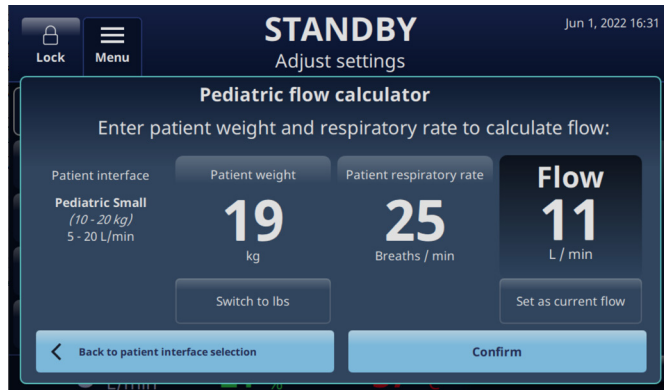 STANDBY
Jun 1, 2022 16:31
Lock
Menu
Adjust settings
Pediatric flow calculator
Enter patient weight and respiratory rate to calculate flow:
Patient interface
Pediatric Small
(10 - 20 kg)
5 - 20 L/min
Patient weight
19
kg
Switch to lbs
Patient respiratory rate
25
Breaths / min
Flow
11
L / min
Set as current flow
Back to patient interface selection
Confirm
L/min
%